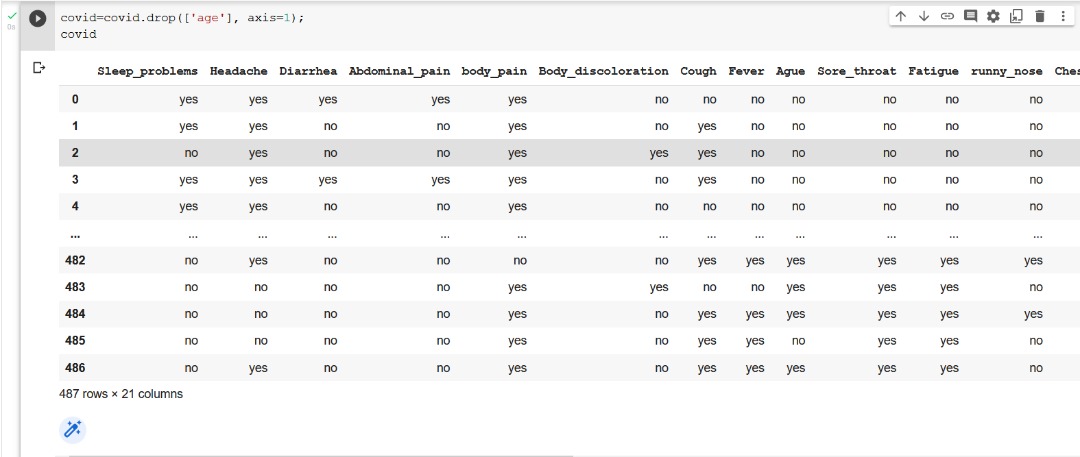 covid=covid.drop(['age'], axis=1);
0s
covid
Sleep_problems Headache Diarrhea Abdominal_pain body_pain Body_discoloration Cough Fever Ague Sore_throat Fatigue runny_nose Ches
0 yes yes yes yes yes no no no no no no no
1 yes yes no no yes no yes no no no no no
2 no yes no no yes yes yes no no no no no
3 yes yes yes yes yes no yes no no no no no
4 yes yes no no yes no no no no no no no
... ... ... ... ... ... ... ... ... ... ... ... ...
482 no yes no no no no yes yes yes yes yes yes
483 no no no no yes yes no no yes yes yes no
484 no no no no yes no yes yes yes yes yes yes
485 no no no no yes no yes yes no yes yes no
486 no yes no no yes no yes yes yes yes yes no
487 rows × 21 columns